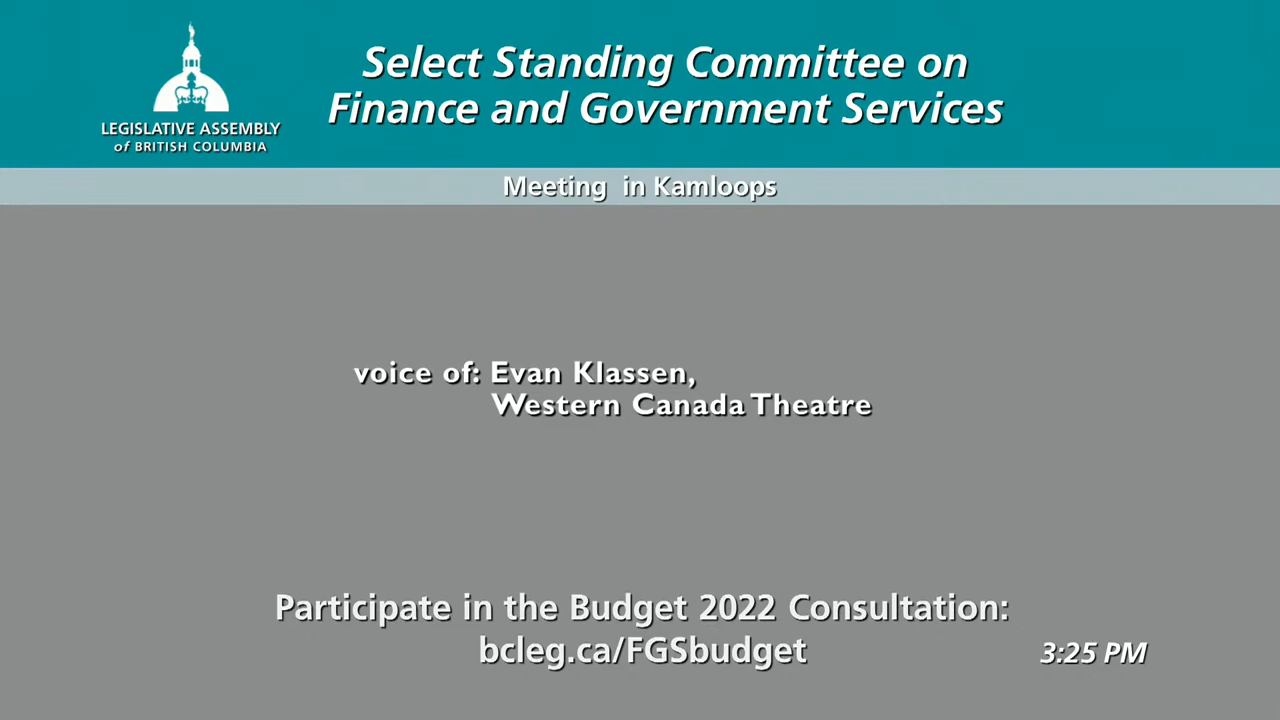 LEGISLATIVE ASSEMBLY
of BRITISH COLUMBIA
Select Standing Committee on
Finance and Government Services
Meeting in Kamloops
voice of: Evan Klassen,
Western Canada Theatre
Participate in the Budget 2022 Consultation:
bcleg.ca/FGSbudget
3:25 PM